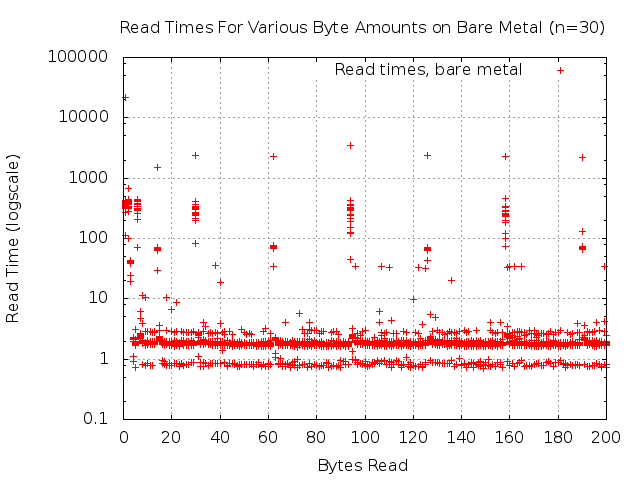 Read Times For Various Byte Amounts on Bare Metal (n=30)
Read times, bare metal
Read Time (logscale)
100000
10000
1000
100
10
1
0.1
0 20 40 60 80 100 120 140 160 180 200
Bytes Read